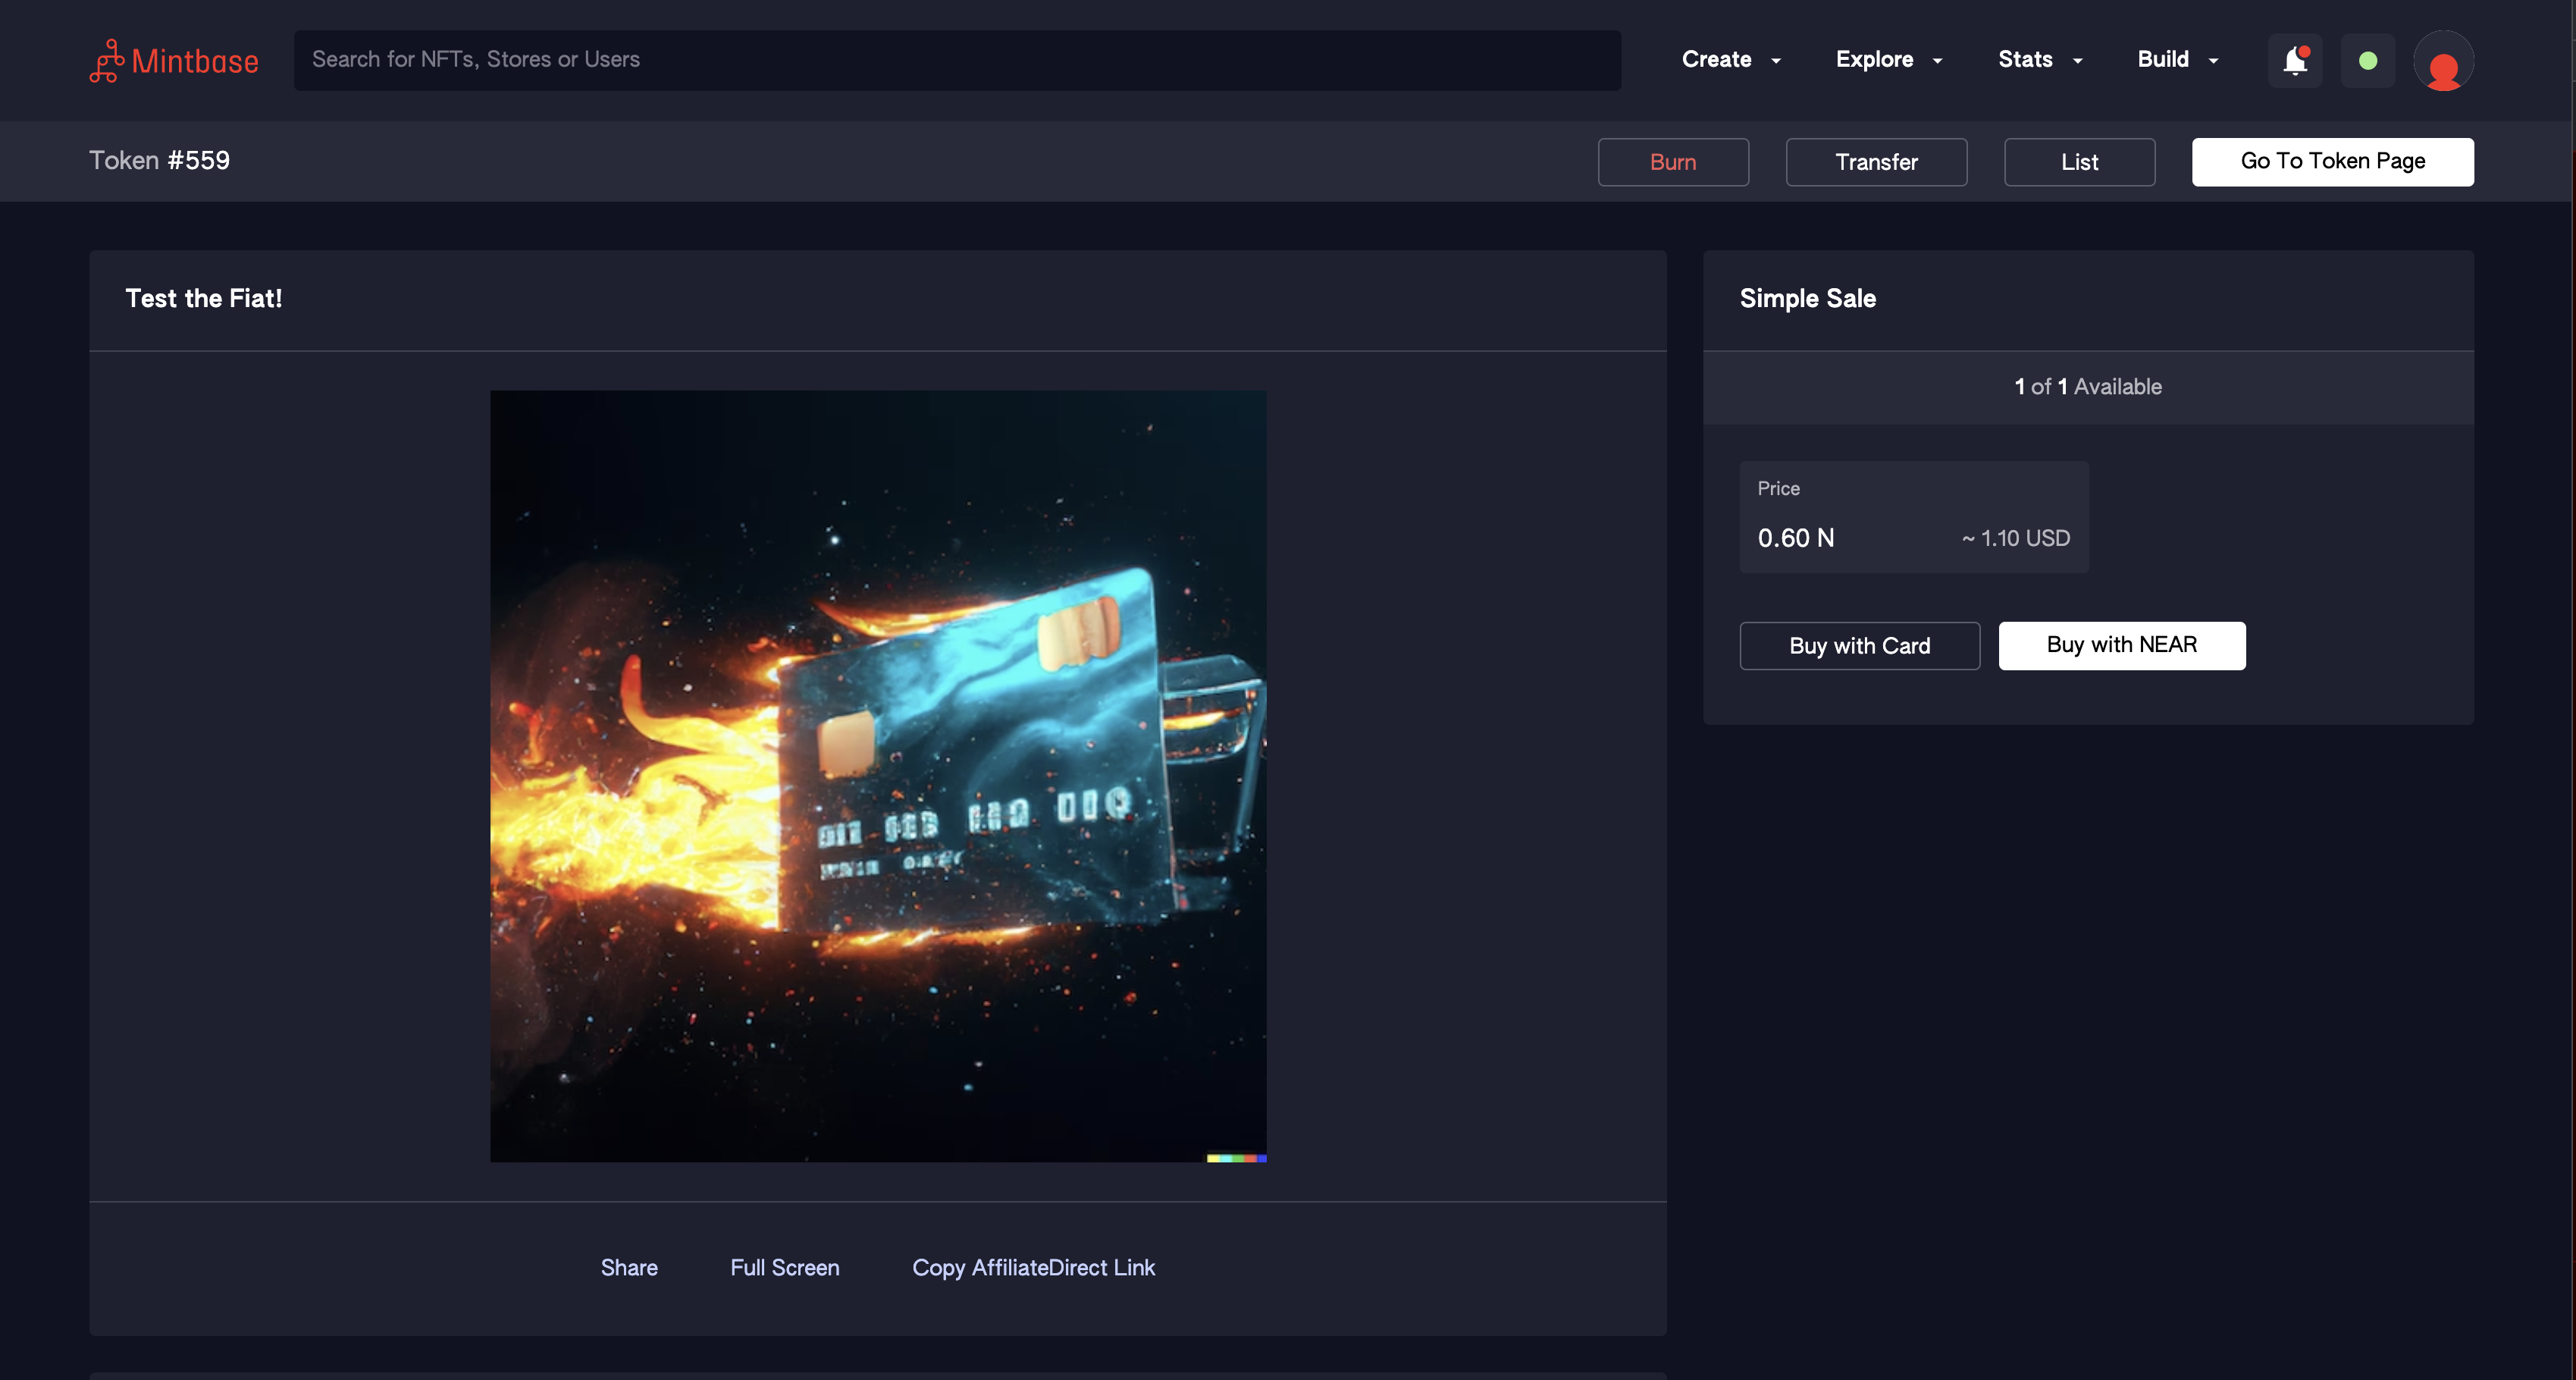 Mintbase
Search for NFTs, Stores or Users
Create
Explore
Stats
Build
Token #559
Burn
Transfer
List
Go To Token Page
Test the Fiat!
Simple Sale
1 of 1 Available
Price
0.60 N
~ 1.10 USD
Buy with Card
Buy with NEAR
Share
Full Screen
Copy AffiliateDirect Link